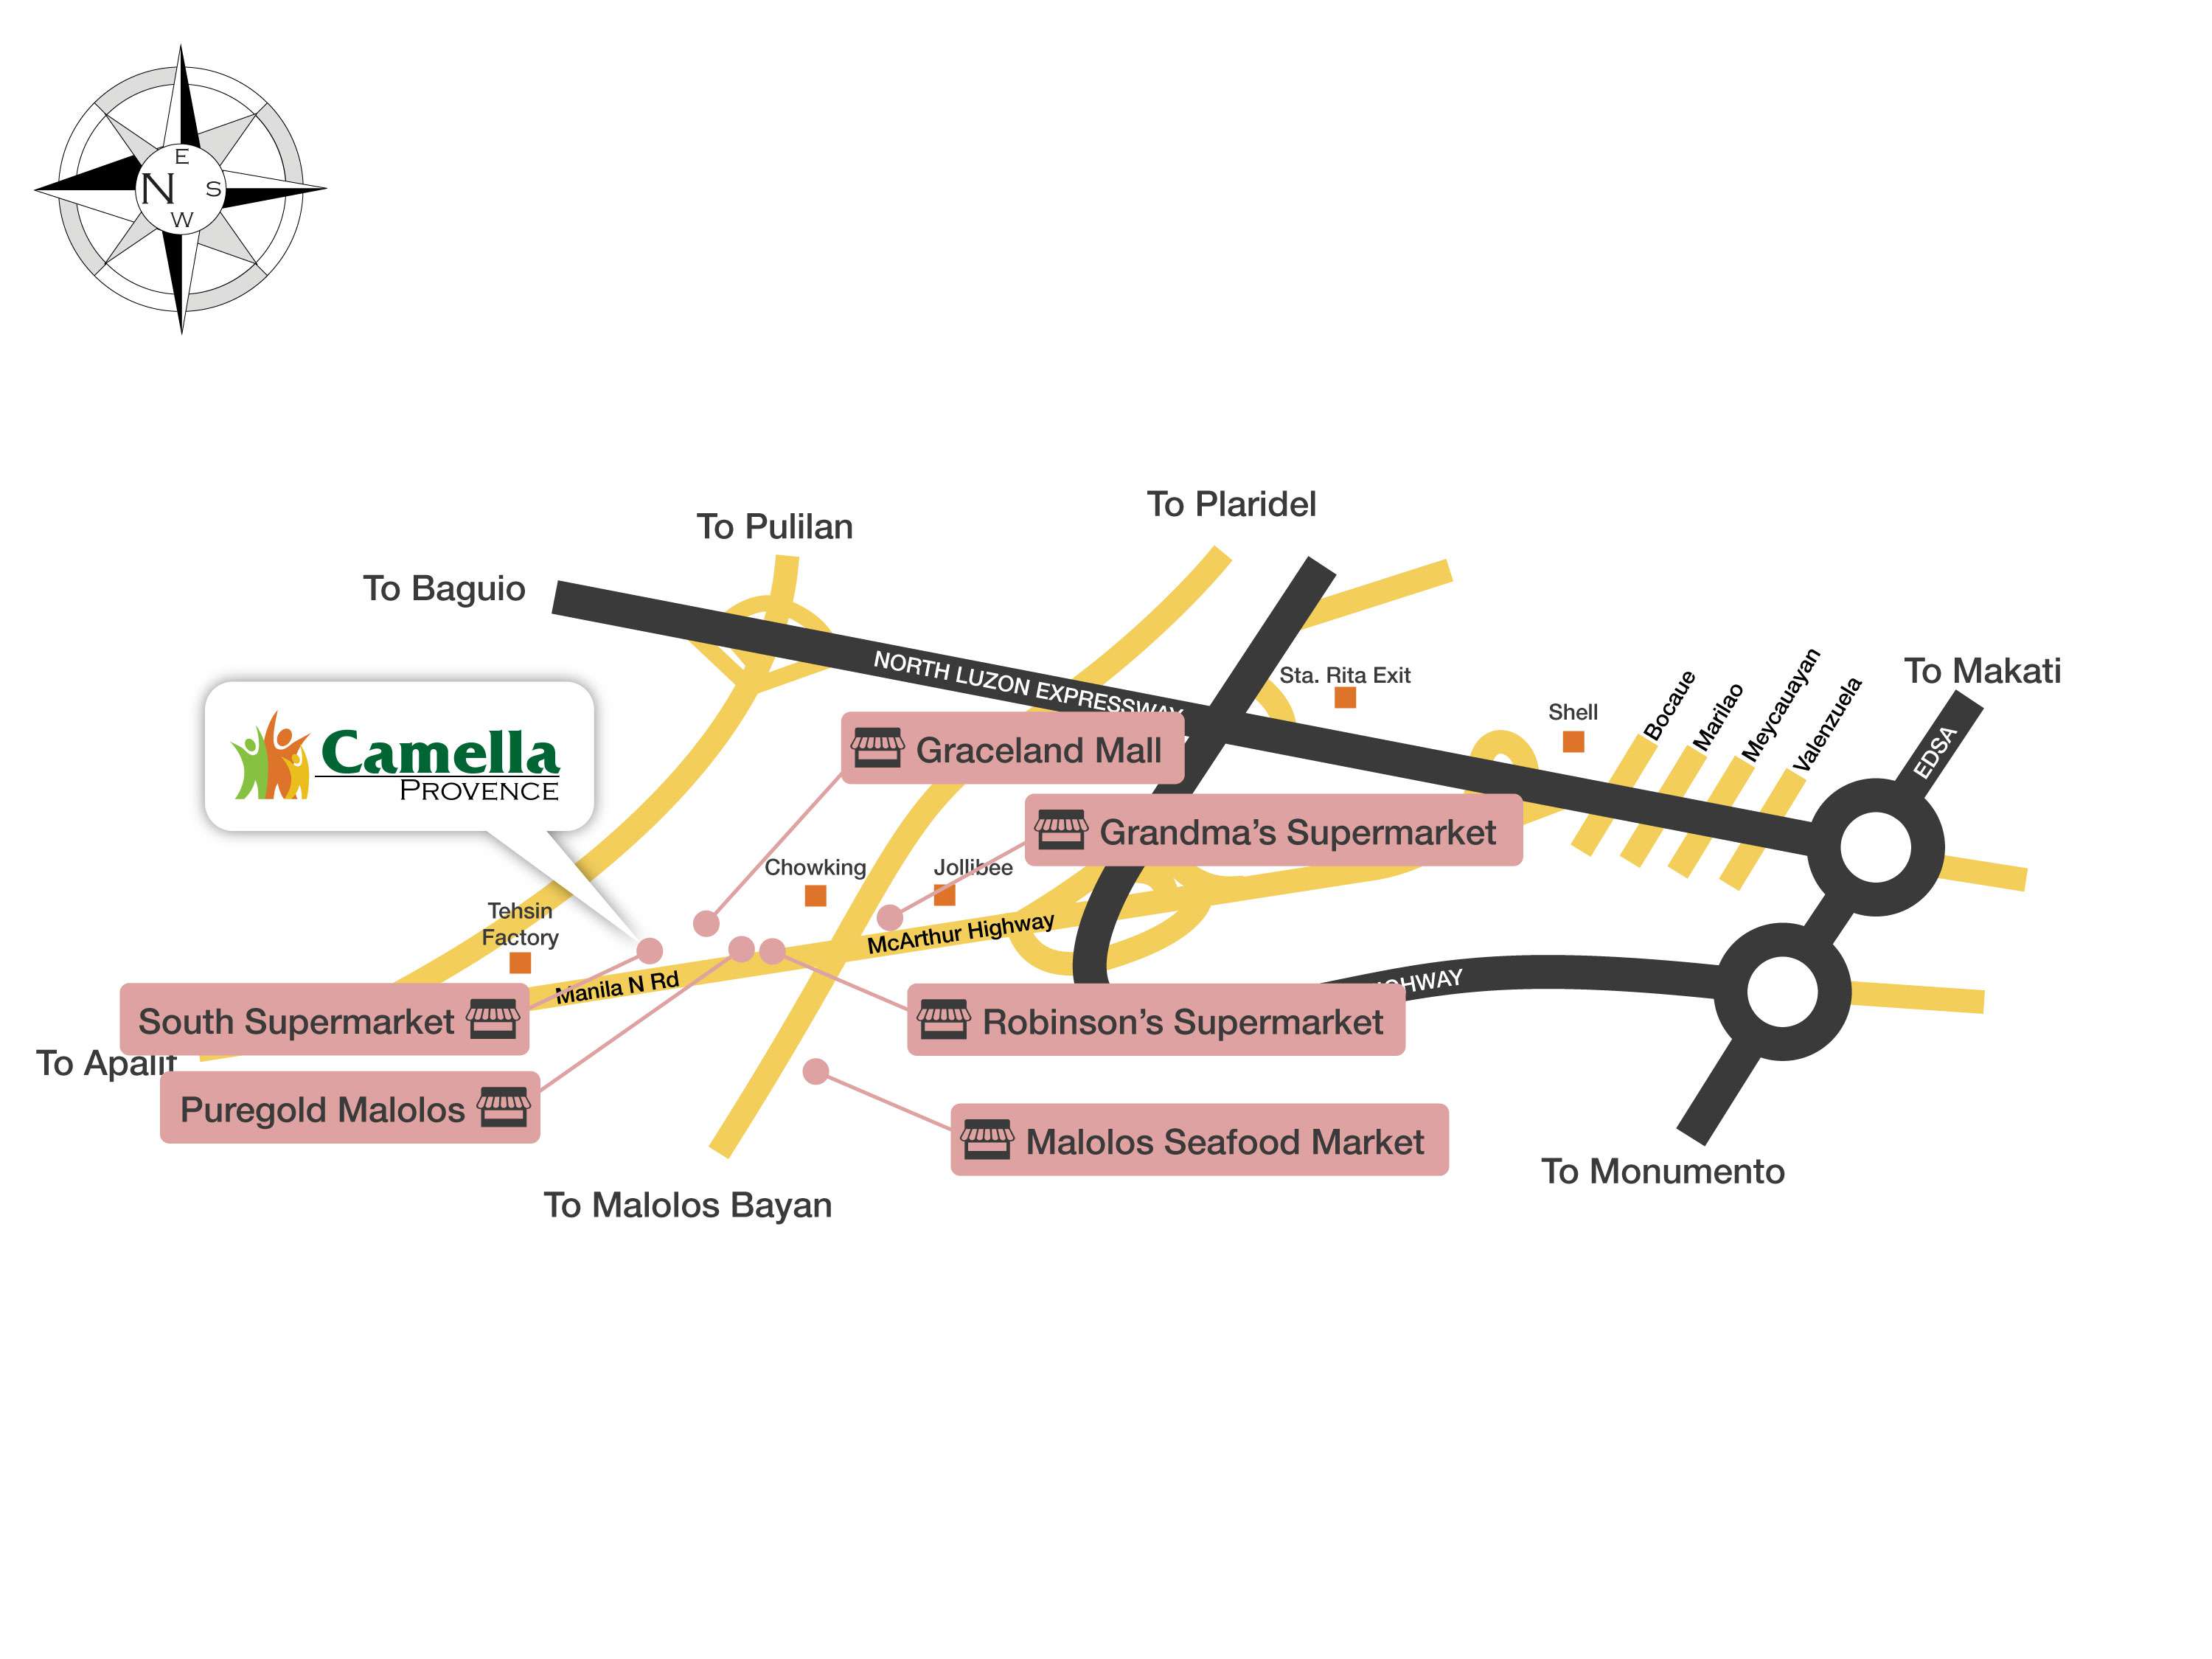 E
N S
W
To Plaridel
To Pulilan
To Baguio
NORTH LUZON EXPRESSWAY
Sta. Rita Exit
Shell
Bocaue
Marilao
Meycauayan
Valenzuela
To Makati
EDSA
Camella
PROVENCE
Graceland Mall
Grandma's Supermarket
Chowking
Jollibee
Tehsin
Factory
McArthur Highway
Manila N Rd
South Supermarket
Robinson's Supermarket
To Apalit
Puregold Malolos
Malolos Seafood Market
To Monumento
To Malolos Bayan